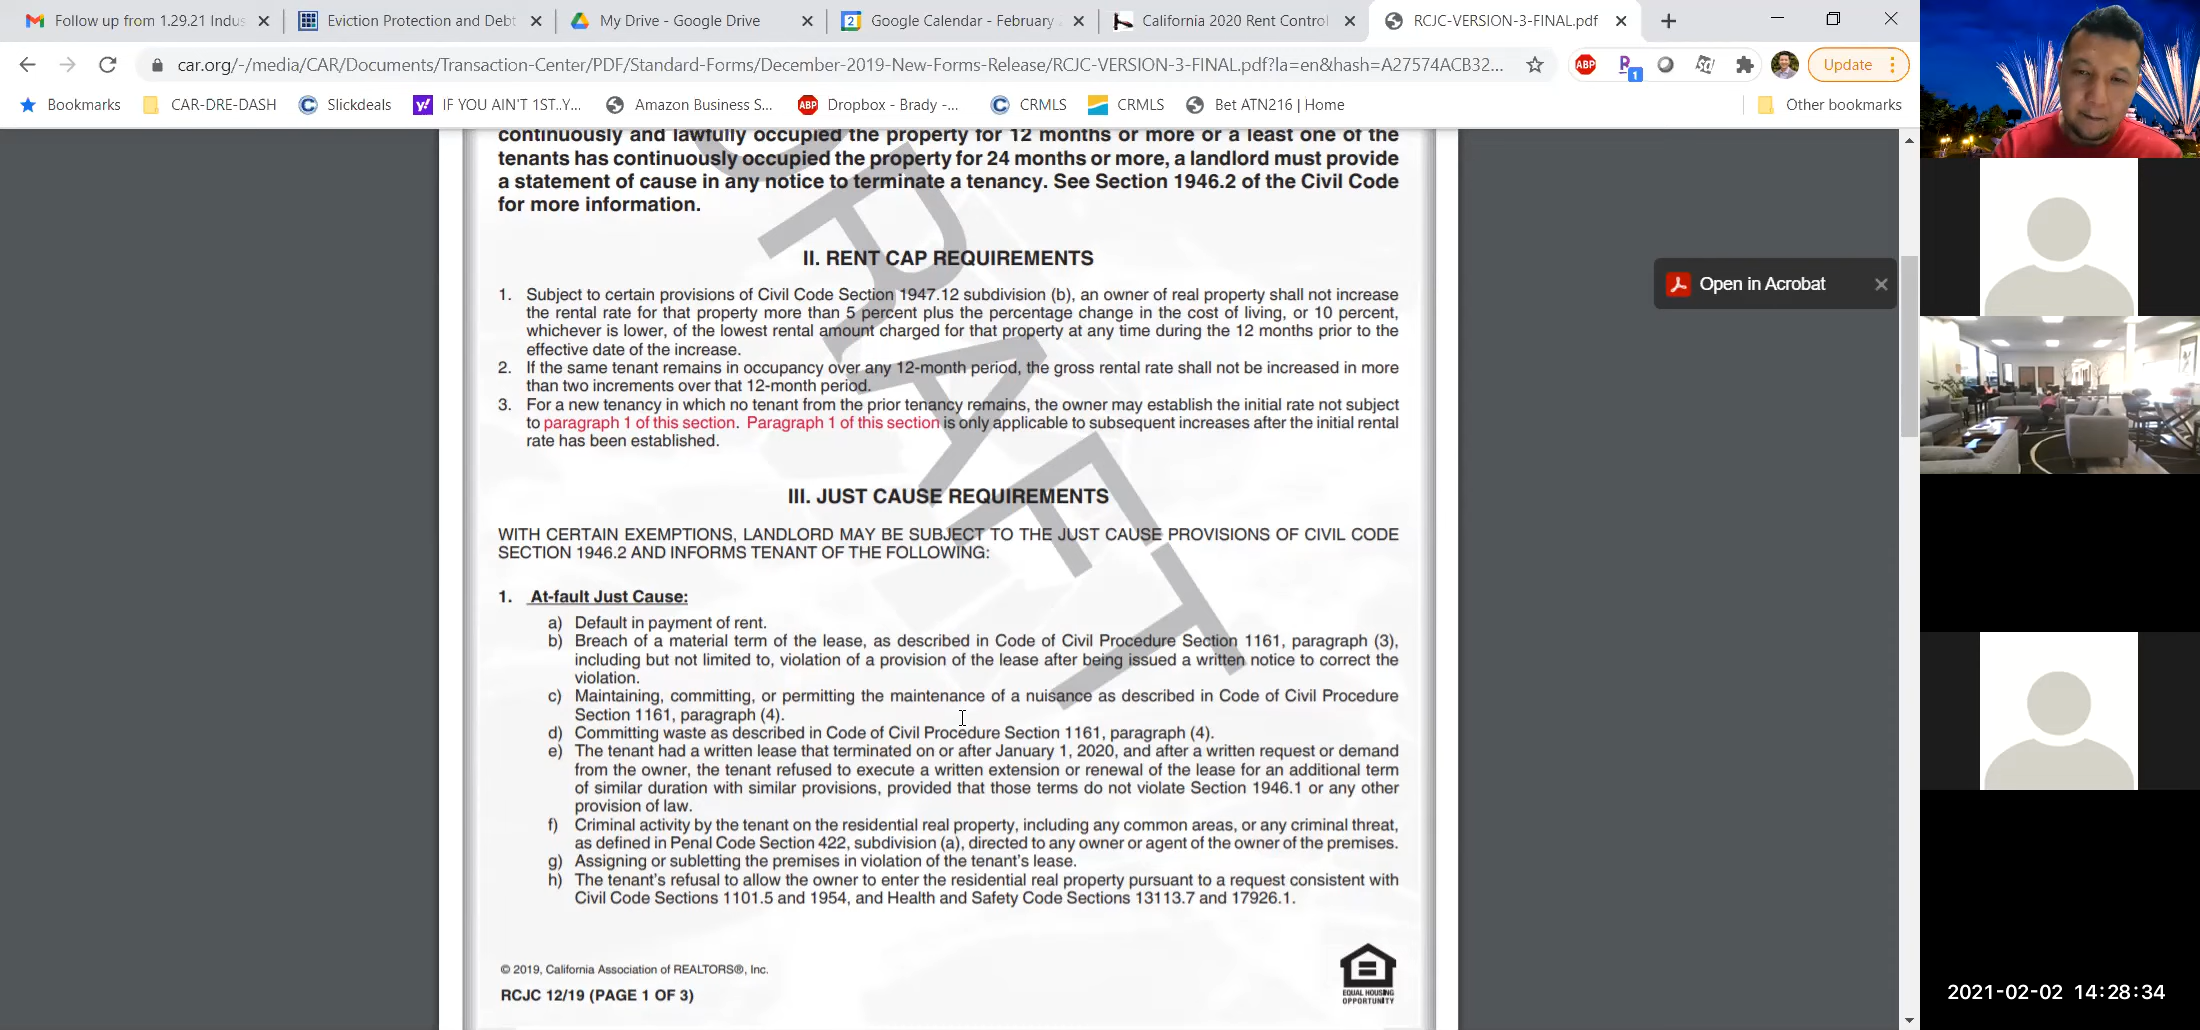 Follow up from 1.29.21 Indus
Eviction Protection and Debt
My Drive - Google Drive
Google Calendar - February
California 2020 Rent Control
RCJC-VERSION-3-FINAL.pdf
car.org/-/media/CAR/Documents/Transaction-Center/PDF/Standard-Forms/December-2019-New-Forms-Release/RCJC-VERSION-3-FINAL.pdf?la=en&hash=A27574ACB32...
ABP
1
Update
Bookmarks
CAR-DRE-DASH
Slickdeals
IF YOU AIN'T 1ST..Y...
Amazon Business S...
ABP
Dropbox - Brady -...
CRMLS
CRMLS
Bet ATN216 | Home
Other bookmarks
continuously and lawfully occupied the property for 12 months or more or a least one of the
tenants has continuously occupied the property for 24 months or more, a landlord must provide
a statement of cause in any notice to terminate a tenancy. See Section 1946.2 of the Civil Code
for more information.
DRAFT
Open in Acrobat
II. RENT CAP REQUIREMENTS
1. Subject to certain provisions of Civil Code Section 1947.12 subdivision (b), an owner of real property shall not increase
the rental rate for that property more than 5 percent plus the percentage change in the cost of living, or 10 percent,
whichever is lower, of the lowest rental amount charged for that property at any time during the 12 months prior to the
effective date of the increase.
2. If the same tenant remains in occupancy over any 12-month period, the gross rental rate shall not be increased in more
than two increments over that 12-month period.
3. For a new tenancy in which no tenant from the prior tenancy remains, the owner may establish the initial rate not subject
to paragraph 1 of this section. Paragraph 1 of this section is only applicable to subsequent increases after the initial rental
rate has been established.
III. JUST CAUSE REQUIREMENTS
WITH CERTAIN EXEMPTIONS, LANDLORD MAY BE SUBJECT TO THE JUST CAUSE PROVISIONS OF CIVIL CODE
SECTION 1946.2 AND INFORMS TENANT OF THE FOLLOWING:
1. At-fault Just Cause:
a) Default in payment of rent.
b) Breach of a material term of the lease, as described in Code of Civil Procedure Section 1161, paragraph (3),
including but not limited to, violation of a provision of the lease after being issued a written notice to correct the
violation.
c) Maintaining, committing, or permitting the maintenance of a nuisance as described in Code of Civil Procedure
Section 1161, paragraph (4).
d) Committing waste as described in Code of Civil Procedure Section 1161, paragraph (4).
e) The tenant had a written lease that terminated on or after January 1, 2020, and after a written request or demand
from the owner, the tenant refused to execute a written extension or renewal of the lease for an additional term
of similar duration with similar provisions, provided that those terms do not violate Section 1946.1 or any other
provision of law.
f) Criminal activity by the tenant on the residential real property, including any common areas, or any criminal threat,
as defined in Penal Code Section 422, subdivision (a), directed to any owner or agent of the owner of the premises.
g) Assigning or subletting the premises in violation of the tenant's lease.
h) The tenant's refusal to allow the owner to enter the residential real property pursuant to a request consistent with
Civil Code Sections 1101.5 and 1954, and Health and Safety Code Sections 13113.7 and 17926.1.
© 2019, California Association of REALTORS®, Inc.
RCJC 12/19 (PAGE 1 OF 3)
EQUAL HOUSING
OPPORTUNITY
2021-02-02 14:28:34